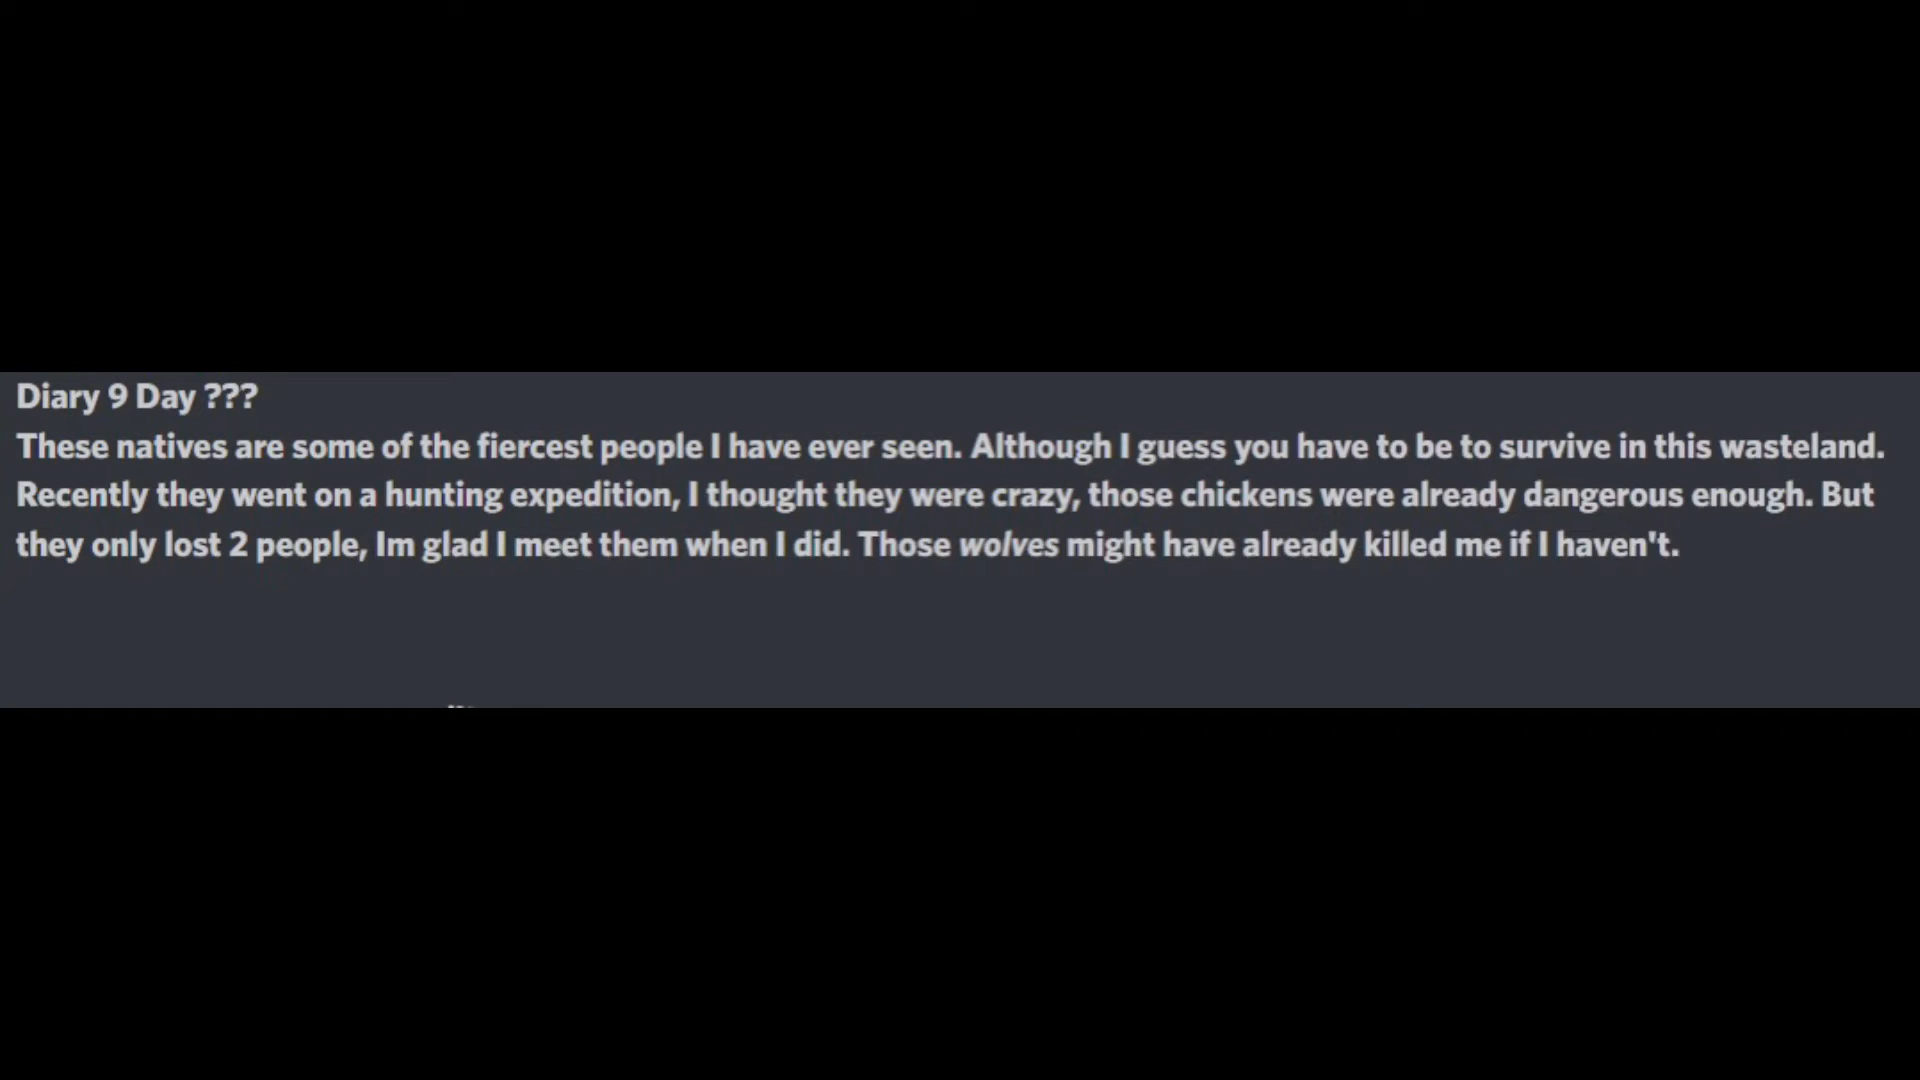 Diary 9 Day ???
These natives are some of the fiercest people I have ever seen. Although I guess you have to be to survive in this wasteland.
Recently they went on a hunting expedition, I thought they were crazy, those chickens were already dangerous enough. But
they only lost 2 people, Im glad I meet them when I did. Those wolves might have already killed me if I haven't.